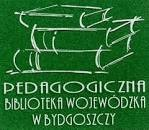 PEDAGOGICZNA
BIBLIOTEKA WOJEWÓDZKA
W BYDGOSZCZY